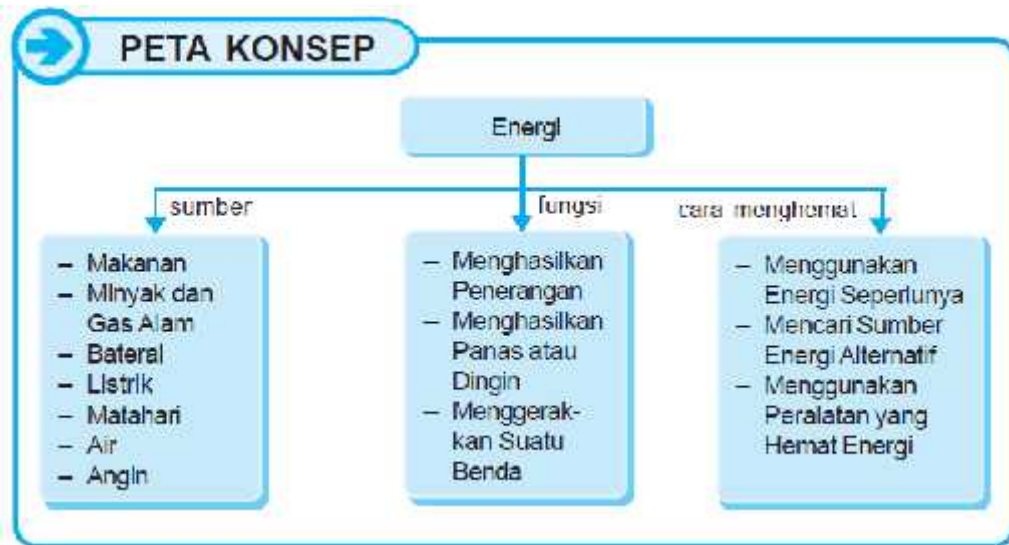 PETA KONSEP
Energi
sumber
fungsi
cara menghemat
– Makanan
– Minyak dan
Gas Alam
– Baterai
– Listrik
– Matahari
– Air
– Angin
– Menghasilkan
Penerangan
– Menghasilkan
Panas atau
Dingin
– Menggerak-
kan Suatu
Benda
– Menggunakan
Energi Seperlunya
– Mencari Sumber
Energi Alternatif
– Menggunakan
Peralatan yang
Hemat Energi